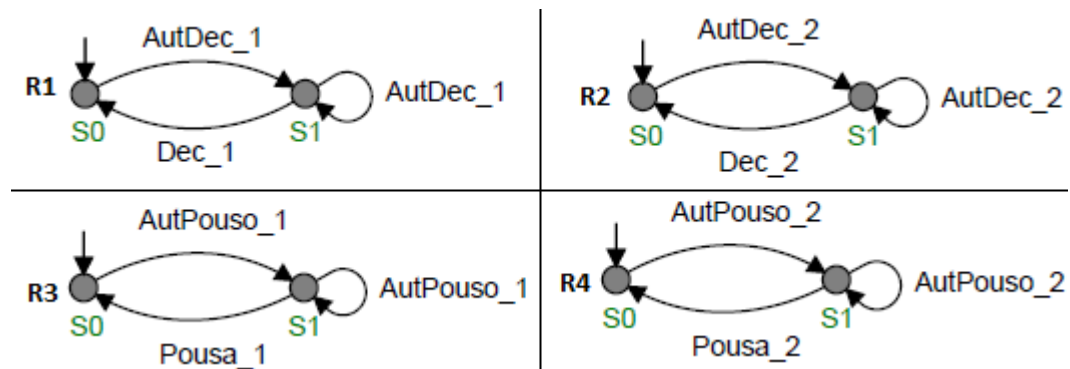 AutDec_1
R1
AutDec_1
S0
S1
Dec_1
AutDec_2
R2
AutDec_2
S0
S1
Dec_2
AutPouso_1
R3
AutPouso_1
S0
S1
Pousa_1
AutPouso_2
R4
AutPouso_2
S0
S1
Pousa_2